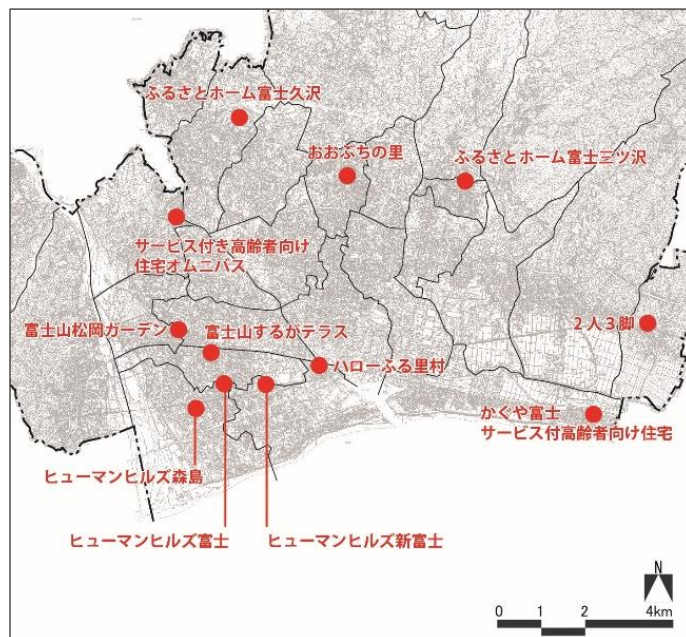 ふるさとホーム富士久沢
おおふちの里
ふるさとホーム富士三ツ沢
サービス付き高齢者向け
住宅オムニバス
富士山松岡ガーデン
富士山するがテラス
2人3脚
ハローふる里村
かぐや富士
サービス付高齢者向け住宅
ヒューマンヒルズ森島
ヒューマンヒルズ富士
ヒューマンヒルズ新富士
N
0 1 2 4km